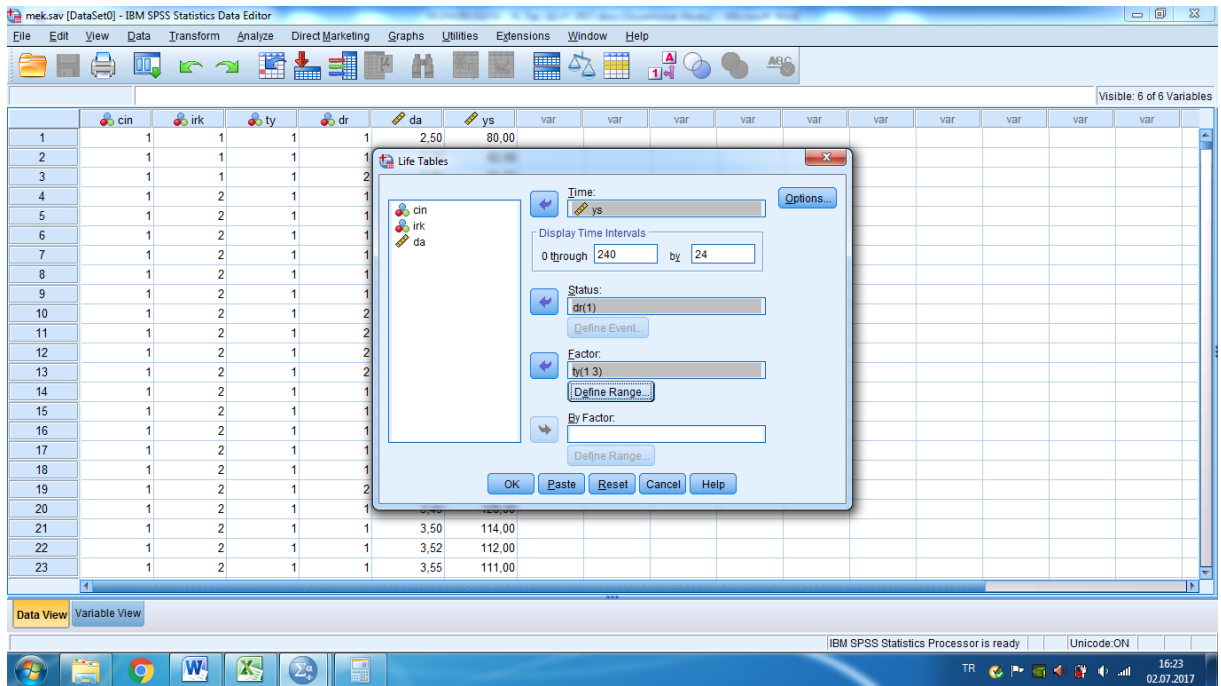 mek.sav [DataSet0] - IBM SPSS Statistics Data Editor
File Edit View Data Transform Analyze Direct Marketing Graphs Utilities Extensions Window Help
Visible: 6 of 6 Variables
cin irk ty dr da ys var var var var var var var var var var
1 1 1 1 1 2,50 80,00
2 1 1 1 1
3 1 1 1 2
4 1 2 1 1
5 1 2 1 1
6 1 2 1 1
7 1 2 1 1
8 1 2 1 1
9 1 2 1 1
10 1 2 1 2
11 1 2 1 2
12 1 2 1 2
13 1 2 1 2
14 1 2 1 1
15 1 2 1 1
16 1 2 1 1
17 1 2 1 1
18 1 2 1 1
19 1 2 1 2
20 1 2 1 1
21 1 2 1 1 3,50 114,00
22 1 2 1 1 3,52 112,00
23 1 2 1 1 3,55 111,00
Life Tables
cin
irk
da
Time:
ys
Options...
Display Time Intervals
0 through 240 by 24
Status:
dr(1)
Define Event...
Factor:
ty(1 3)
Define Range...
By Factor:
Define Range...
OK Paste Reset Cancel Help
Data View Variable View
IBM SPSS Statistics Processor is ready Unicode:ON
TR 16:23
02.07.2017